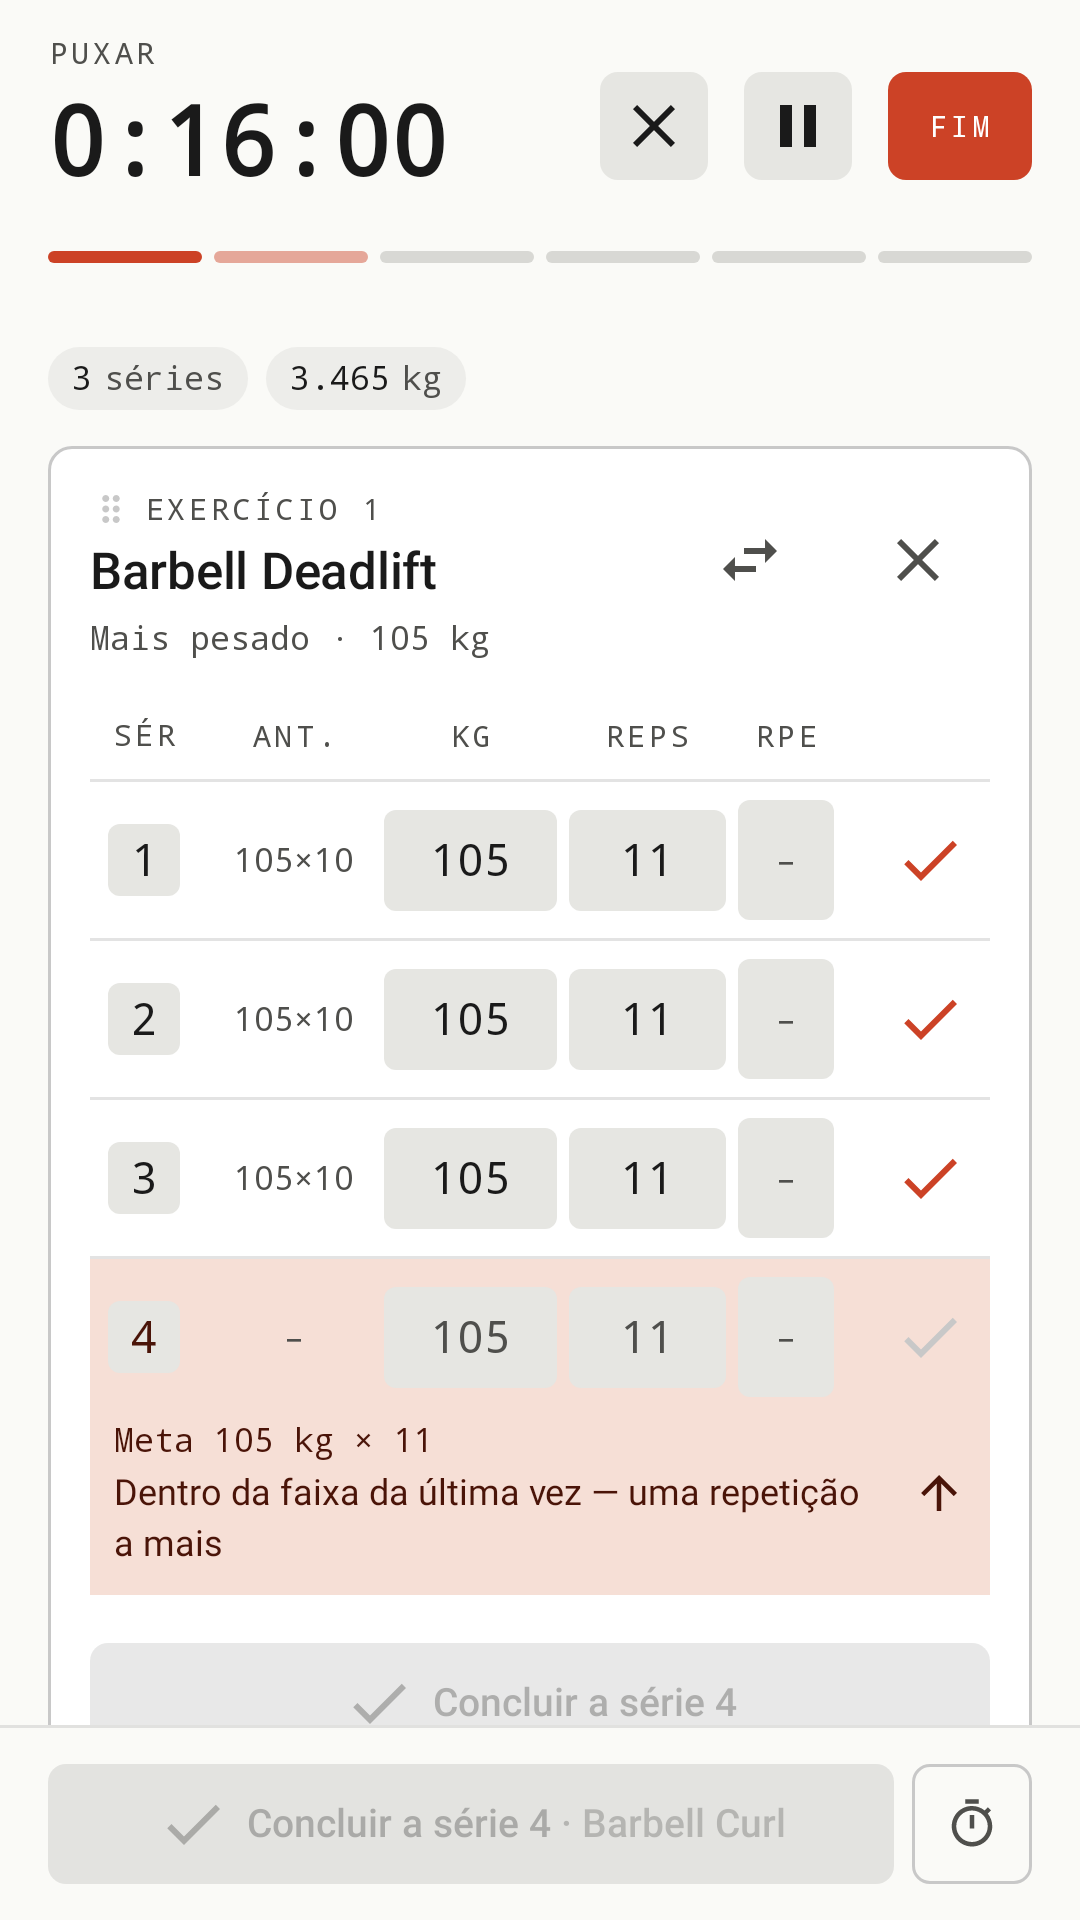 PUXAR
0:16:00
FIM
3 séries
3.465 kg
EXERCÍCIO 1
Barbell Deadlift
Mais pesado · 105 kg
SÉR ANT. KG REPS RPE
1 105×10 105 11 –
2 105×10 105 11 –
3 105×10 105 11 –
4 – 105 11 –
Meta 105 kg × 11
Dentro da faixa da última vez — uma repetição
a mais
Concluir a série 4
Concluir a série 4 · Barbell Curl